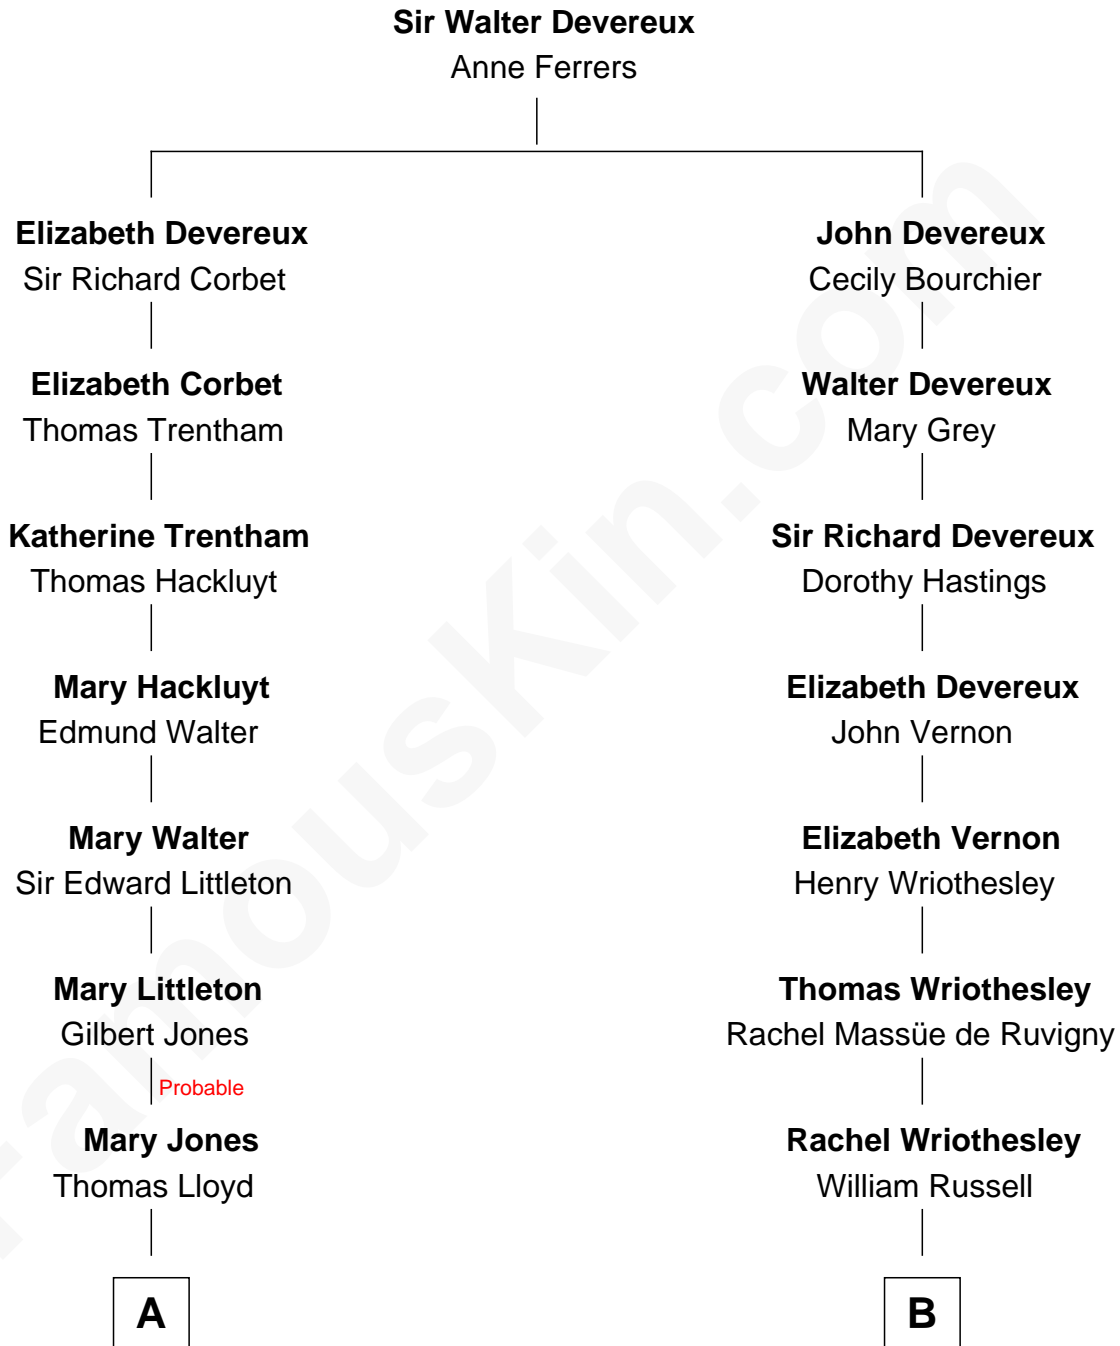 Sir Walter Devereux
Anne Ferrers
Elizabeth Devereux
Sir Richard Corbet
John Devereux
Cecily Bourchier
Elizabeth Corbet
Thomas Trentham
Walter Devereux
Mary Grey
Katherine Trentham
Thomas Hackluyt
Sir Richard Devereux
Dorothy Hastings
Mary Hackluyt
Edmund Walter
Elizabeth Devereux
John Vernon
Mary Walter
Sir Edward Littleton
Elizabeth Vernon
Henry Wriothesley
Mary Littleton
Gilbert Jones
Thomas Wriothesley
Rachel Massüe de Ruvigny
Probable
Mary Jones
Thomas Lloyd
Rachel Wriothesley
William Russell
A
B
FamousKin.com